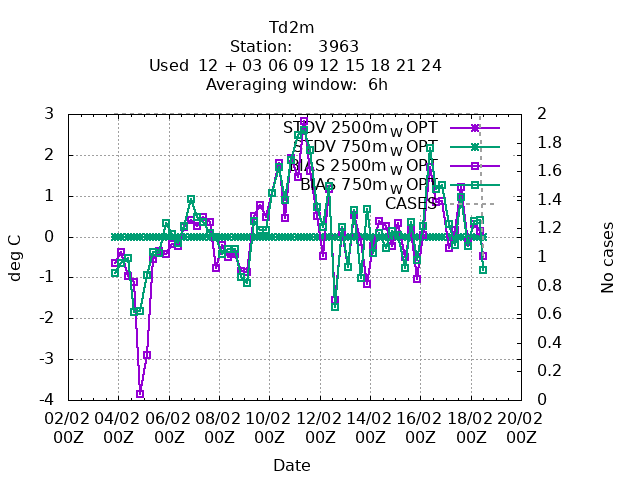 Td2m
Station: 3963
Used 12 + 03 06 09 12 15 18 21 24
Averaging window: 6h
STDV 2500m_W OPT
STDV 750m_W OPT
BIAS 2500m_W OPT
BIAS 750m_W OPT
CASES
deg C
3
2
1
0
-1
-2
-3
-4
No cases
2
1.8
1.6
1.4
1.2
1
0.8
0.6
0.4
0.2
0
02/02 04/02 06/02 08/02 10/02 12/02 14/02 16/02 18/02 20/02
00Z 00Z 00Z 00Z 00Z 00Z 00Z 00Z 00Z 00Z
Date